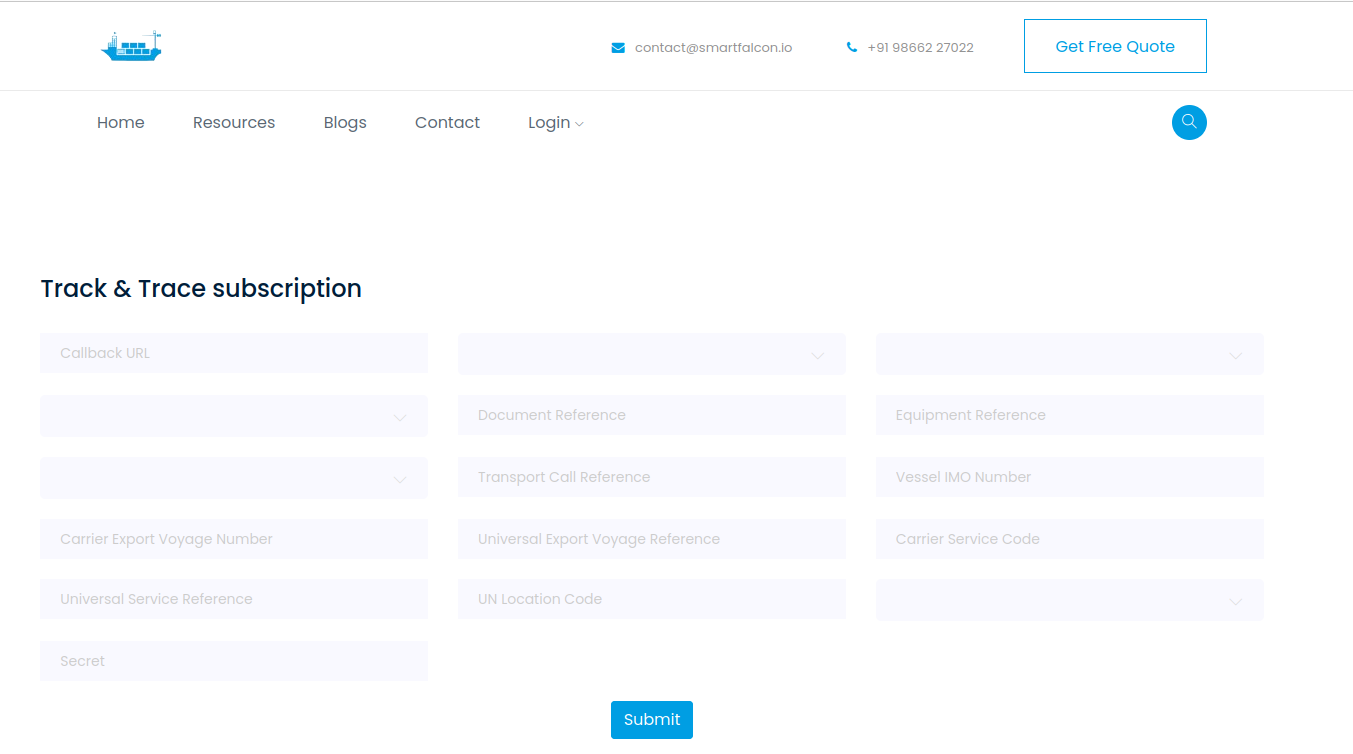 contact@smartfalcon.io +91 98662 27022 Get Free Quote
Home Resources Blogs Contact Login
Track & Trace subscription
Callback URL
Document Reference Equipment Reference
Transport Call Reference Vessel IMO Number
Carrier Export Voyage Number Universal Export Voyage Reference Carrier Service Code
Universal Service Reference UN Location Code
Secret
Submit